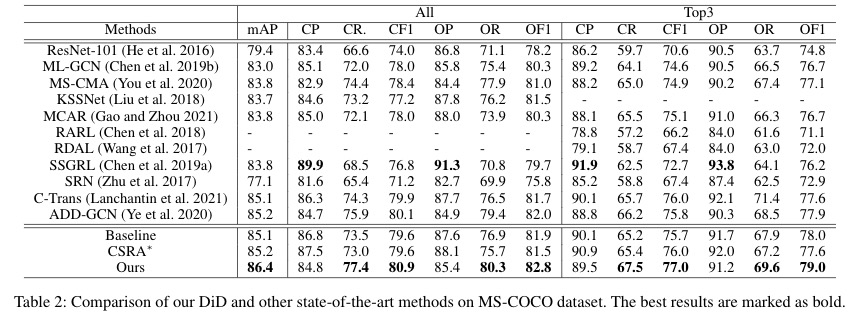 All Top3
Methods mAP CP CR. CF1 OP OR OF1 CP CR CF1 OP OR OF1
ResNet-101 (He et al. 2016) 79.4 83.4 66.6 74.0 86.8 71.1 78.2 86.2 59.7 70.6 90.5 63.7 74.8
ML-GCN (Chen et al. 2019b) 83.0 85.1 72.0 78.0 85.8 75.4 80.3 89.2 64.1 74.6 90.5 66.5 76.7
MS-CMA (You et al. 2020) 83.8 82.9 74.4 78.4 84.4 77.9 81.0 88.2 65.0 74.9 90.2 67.4 77.1
KSSNet (Liu et al. 2018) 83.7 84.6 73.2 77.2 87.8 76.2 81.5 - - - - - -
MCAR (Gao and Zhou 2021) 83.8 85.0 72.1 78.0 88.0 73.9 80.3 88.1 65.5 75.1 91.0 66.3 76.7
RARL (Chen et al. 2018) - - - - - - - 78.8 57.2 66.2 84.0 61.6 71.1
RDAL (Wang et al. 2017) - - - - - - - 79.1 58.7 67.4 84.0 63.0 72.0
SSGRL (Chen et al. 2019a) 83.8 89.9 68.5 76.8 91.3 70.8 79.7 91.9 62.5 72.7 93.8 64.1 76.2
SRN (Zhu et al. 2017) 77.1 81.6 65.4 71.2 82.7 69.9 75.8 85.2 58.8 67.4 87.4 62.5 72.9
C-Trans (Lanchantin et al. 2021) 85.1 86.3 74.3 79.9 87.7 76.5 81.7 90.1 65.7 76.0 92.1 71.4 77.6
ADD-GCN (Ye et al. 2020) 85.2 84.7 75.9 80.1 84.9 79.4 82.0 88.8 66.2 75.8 90.3 68.5 77.9
Baseline 85.1 86.8 73.5 79.6 87.6 76.9 81.9 90.1 65.2 75.7 91.7 67.9 78.0
CSRA* 85.2 87.5 73.0 79.6 88.1 75.7 81.5 90.9 65.4 76.0 92.0 67.2 77.6
Ours 86.4 84.8 77.4 80.9 85.4 80.3 82.8 89.5 67.5 77.0 91.2 69.6 79.0
Table 2: Comparison of our DiD and other state-of-the-art methods on MS-COCO dataset. The best results are marked as bold.